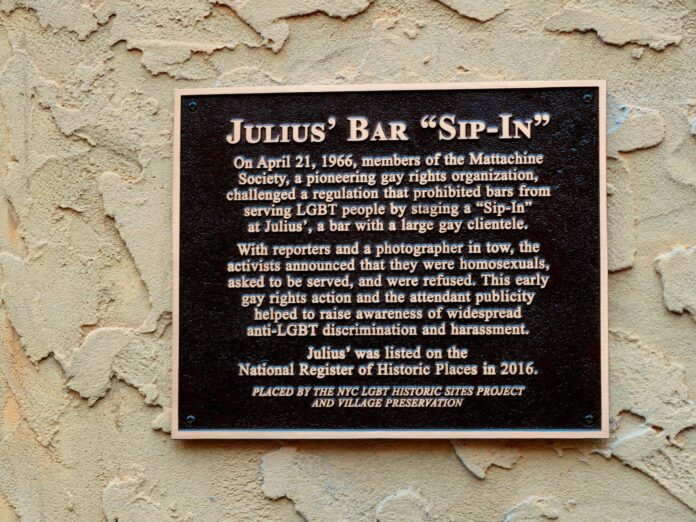 JULIUS' BAR "SIP-IN"
On April 21, 1966, members of the Mattachine
Society, a pioneering gay rights organization,
challenged a regulation that prohibited bars from
serving LGBT people by staging a "Sip-In"
at Julius', a bar with a large gay clientele.
With reporters and a photographer in tow, the
activists announced that they were homosexuals,
asked to be served, and were refused. This early
gay rights action and the attendant publicity
helped to raise awareness of widespread
anti-LGBT discrimination and harassment.
Julius' was listed on the
National Register of Historic Places in 2016.
PLACED BY THE NYC LGBT HISTORIC SITES PROJECT
AND VILLAGE PRESERVATION